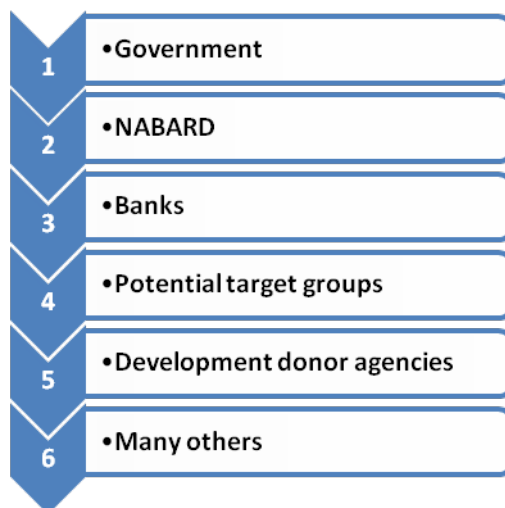 1 •Government
2 •NABARD
3 •Banks
4 •Potential target groups
5 •Development donor agencies
6 •Many others